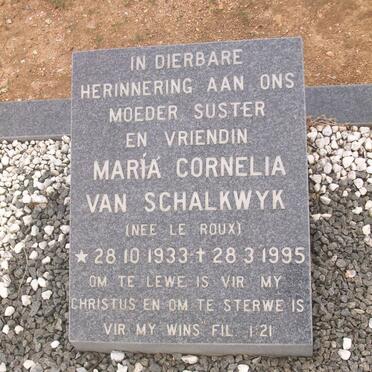 IN DIERBARE
HERINNERING AAN ONS
MOEDER SUSTER
EN VRIENDIN
MARIA CORNELIA
VAN SCHALKWYK
(NEE LE ROUX)
★ 28.10.1933 ✝ 28.3.1995
OM TE LEWE IS VIR MY
CHRISTUS EN OM TE STERWE IS
VIR MY WINS FIL. 1:21